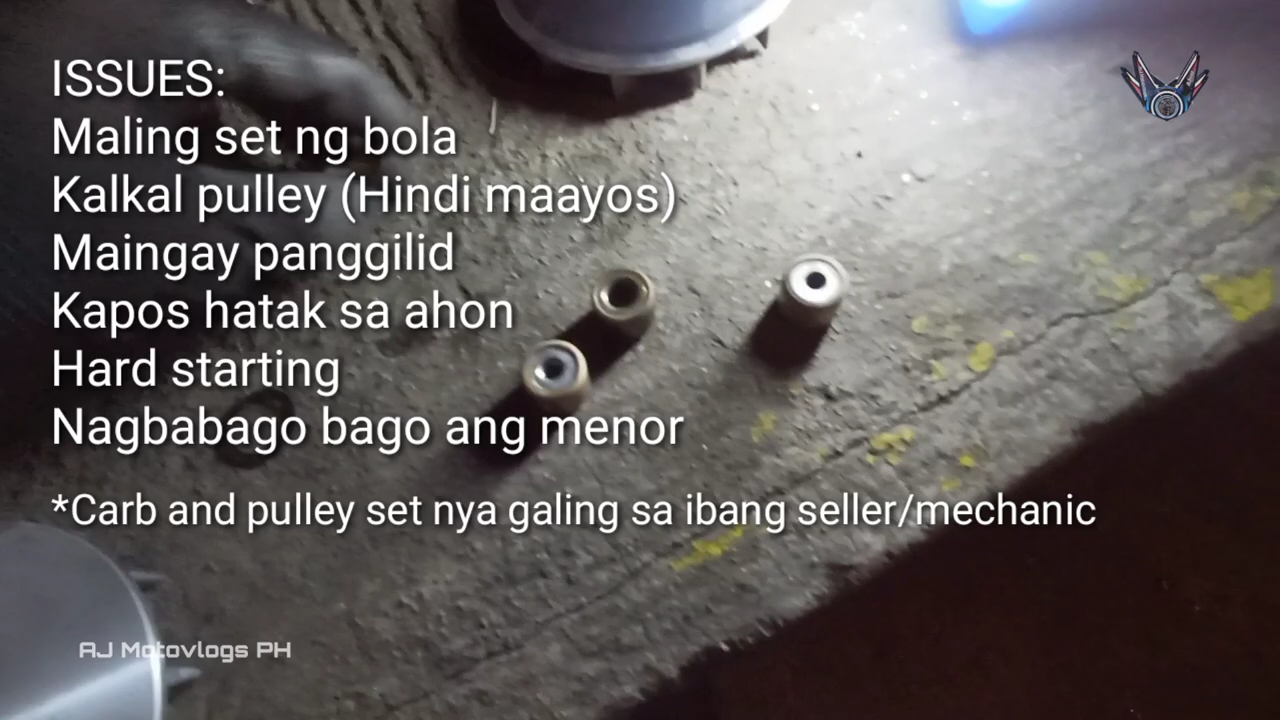 ISSUES:
Maling set ng bola
Kalkal pulley (Hindi maayos)
Maingay panggilid
Kapos hatak sa ahon
Hard starting
Nagbabago bago ang menor
*Carb and pulley set nya galing sa ibang seller/mechanic
AJ Motovlogs PH